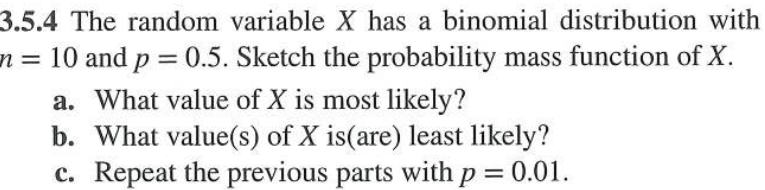 3.5.4 The random variable X has a binomial distribution with
n = 10 and p = 0.5. Sketch the probability mass function of X.
a. What value of X is most likely?
b. What value(s) of X is(are) least likely?
c. Repeat the previous parts with p = 0.01.